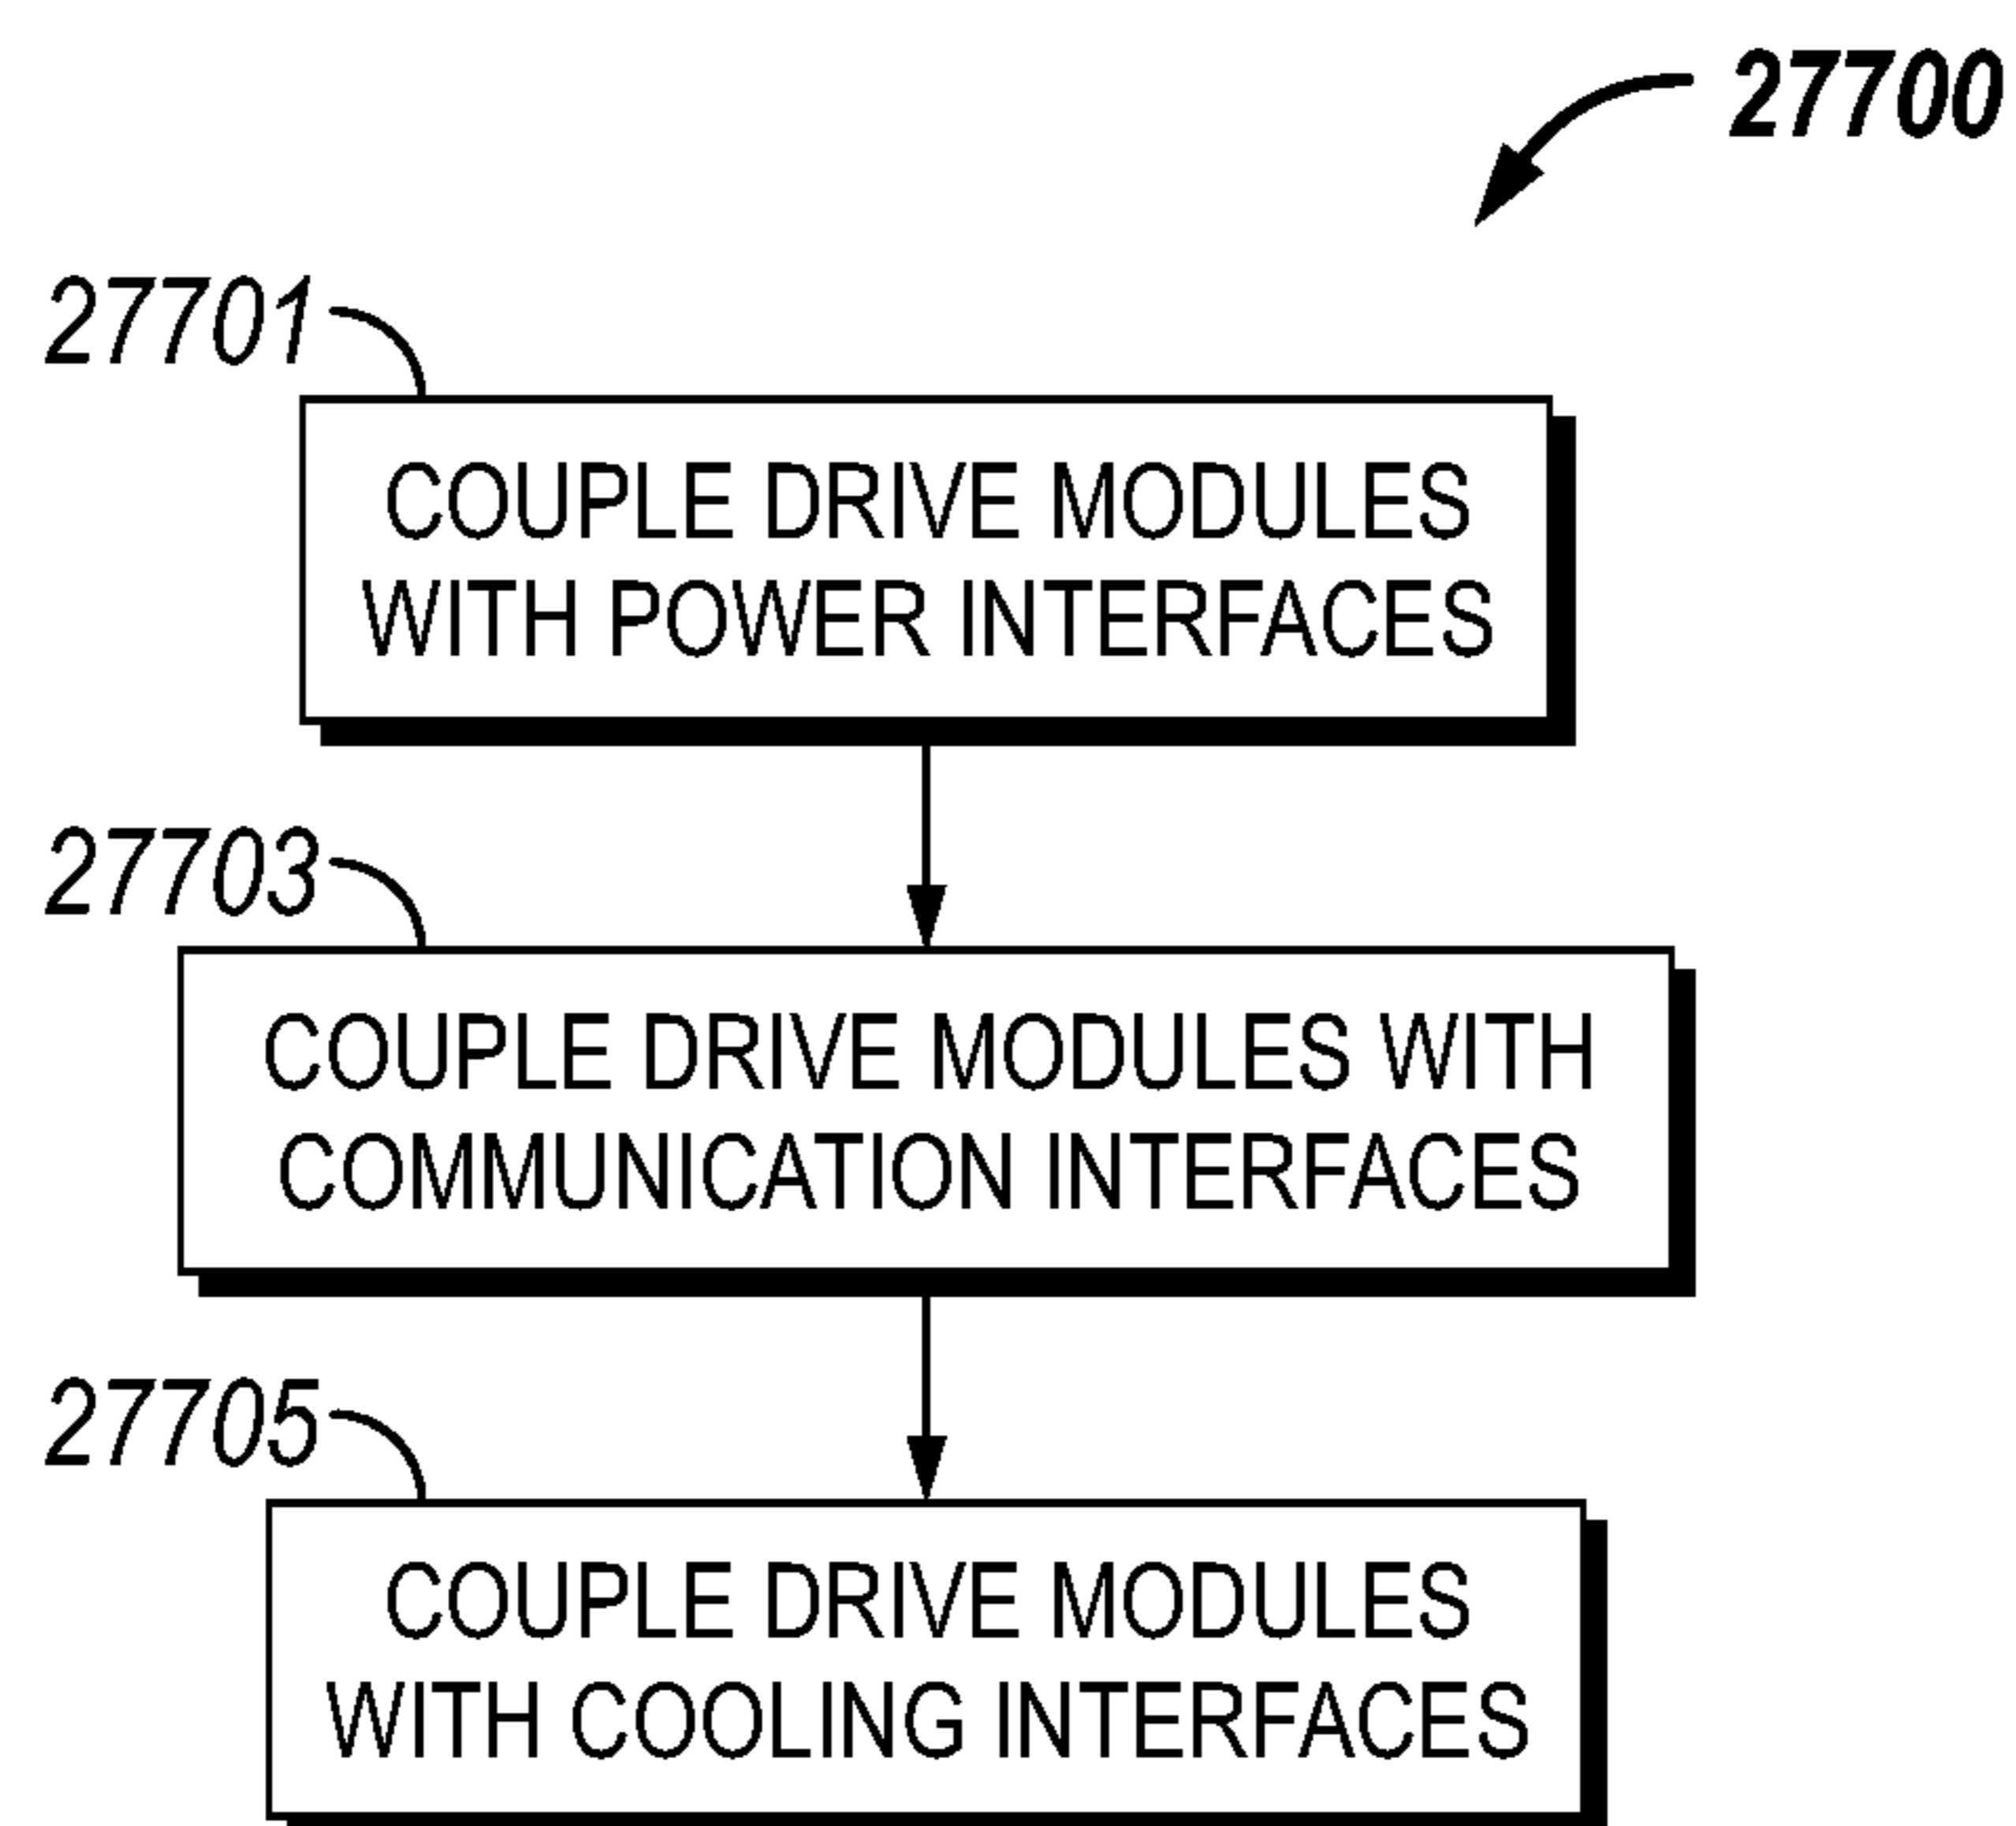 27700
27701
COUPLE DRIVE MODULES
WITH POWER INTERFACES
27703
COUPLE DRIVE MODULES WITH
COMMUNICATION INTERFACES
27705
COUPLE DRIVE MODULES
WITH COOLING INTERFACES